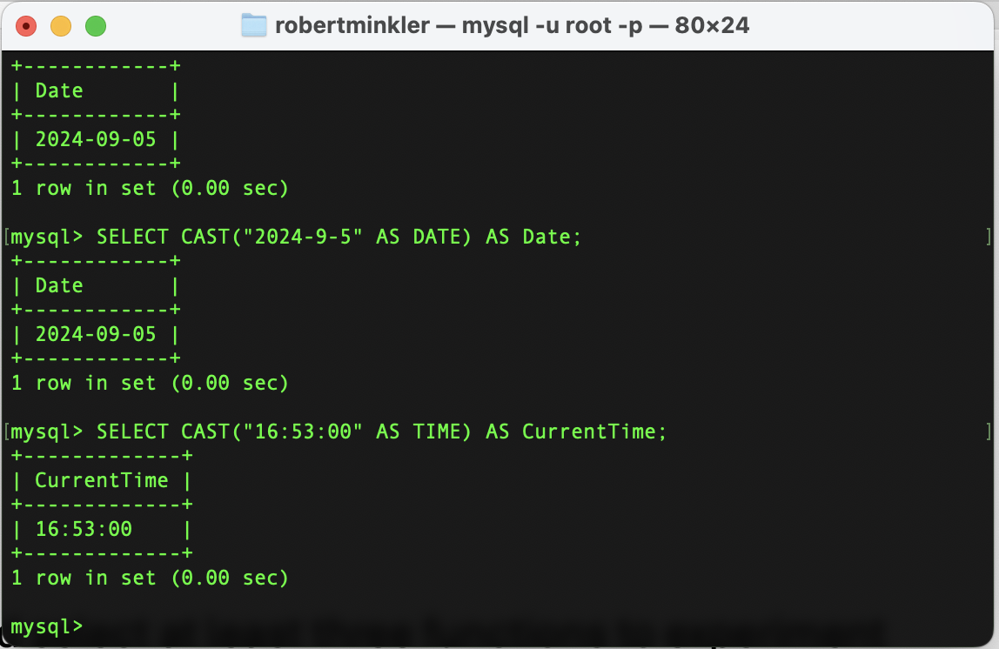 robertminkler — mysql -u root -p — 80×24
+------------+
| Date       |
+------------+
| 2024-09-05 |
+------------+
1 row in set (0.00 sec)
[mysql> SELECT CAST("2024-9-5" AS DATE) AS Date; ]
+------------+
| Date       |
+------------+
| 2024-09-05 |
+------------+
1 row in set (0.00 sec)
[mysql> SELECT CAST("16:53:00" AS TIME) AS CurrentTime; ]
+-------------+
| CurrentTime |
+-------------+
| 16:53:00    |
+-------------+
1 row in set (0.00 sec)
mysql>